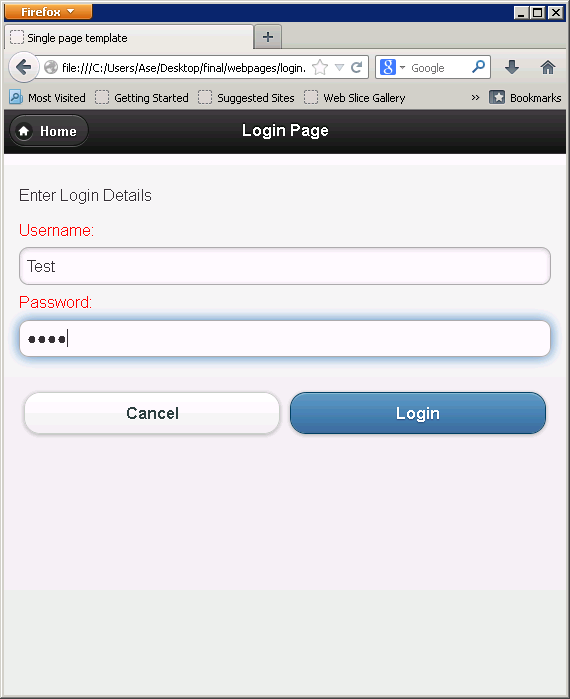 Firefox
Single page template
file:///C:/Users/Ase/Desktop/final/webpages/login.
Google
Most Visited Getting Started Suggested Sites Web Slice Gallery » Bookmarks
Home
Login Page
Enter Login Details
Username:
Test
Password:
••••
Cancel
Login